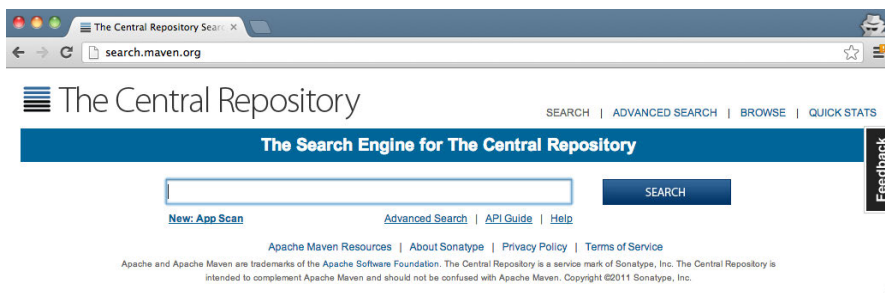 The Central Repository Searc
search.maven.org
The Central Repository
SEARCH | ADVANCED SEARCH | BROWSE | QUICK STATS
The Search Engine for The Central Repository
Feedback
SEARCH
New: App Scan
Advanced Search | API Guide | Help
Apache Maven Resources | About Sonatype | Privacy Policy | Terms of Service
Apache and Apache Maven are trademarks of the Apache Software Foundation. The Central Repository is a service mark of Sonatype, Inc. The Central Repository is
intended to complement Apache Maven and should not be confused with Apache Maven. Copyright ©2011 Sonatype, Inc.